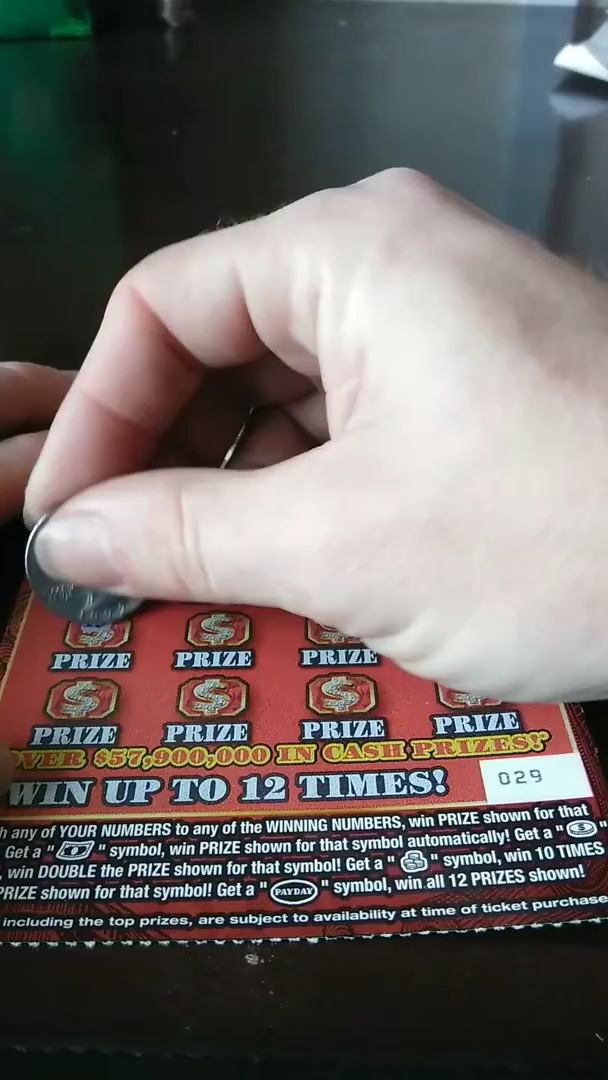 PRIZE PRIZE PRIZE
PRIZE PRIZE PRIZE PRIZE
VER $57,900,000 IN CASH PRIZES!*
WIN UP TO 12 TIMES! 029
h any of YOUR NUMBERS to any of the WINNING NUMBERS, win PRIZE shown for that
Get a " " symbol, win PRIZE shown for that symbol automatically! Get a " "
, win DOUBLE the PRIZE shown for that symbol! Get a " " symbol, win 10 TIMES
PRIZE shown for that symbol! Get a "PAYDAY" symbol, win all 12 PRIZES shown!
including the top prizes, are subject to availability at time of ticket purchase